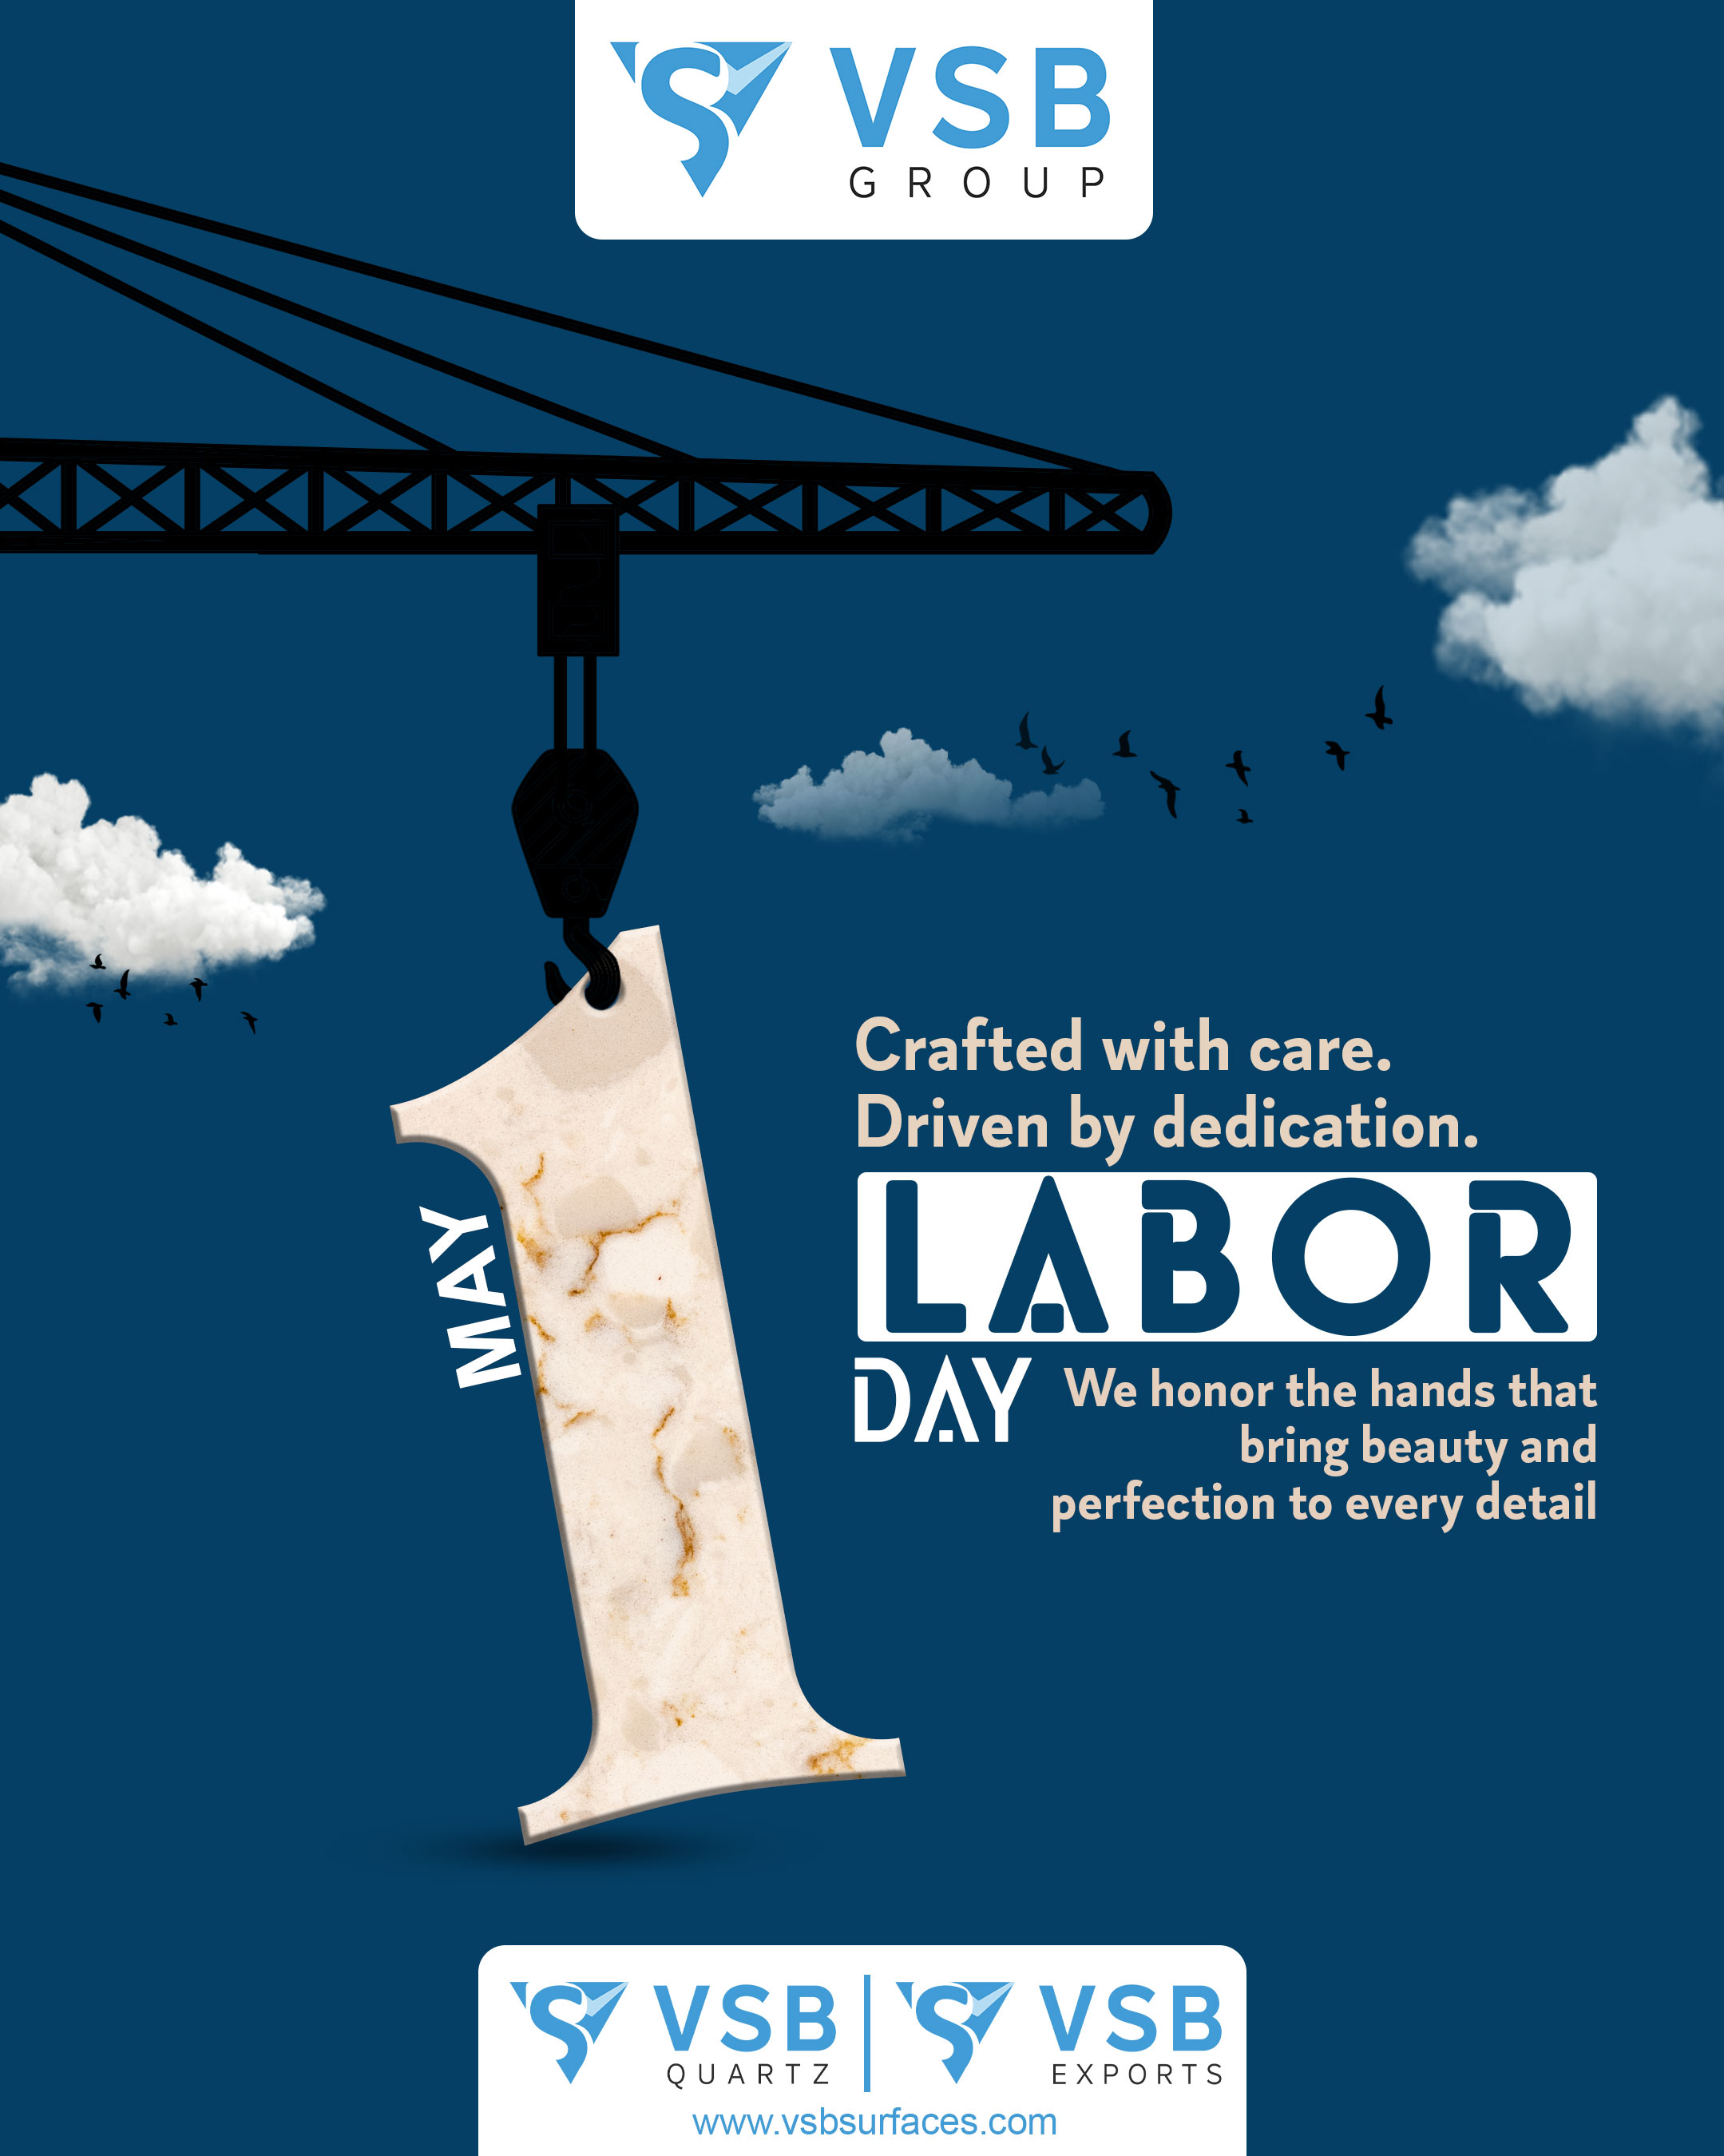 VSB
GROUP
MAY
Crafted with care.
Driven by dedication.
LABOR
DAY
We honor the hands that
bring beauty and
perfection to every detail
VSB
QUARTZ
VSB
EXPORTS
www.vsbsurfaces.com